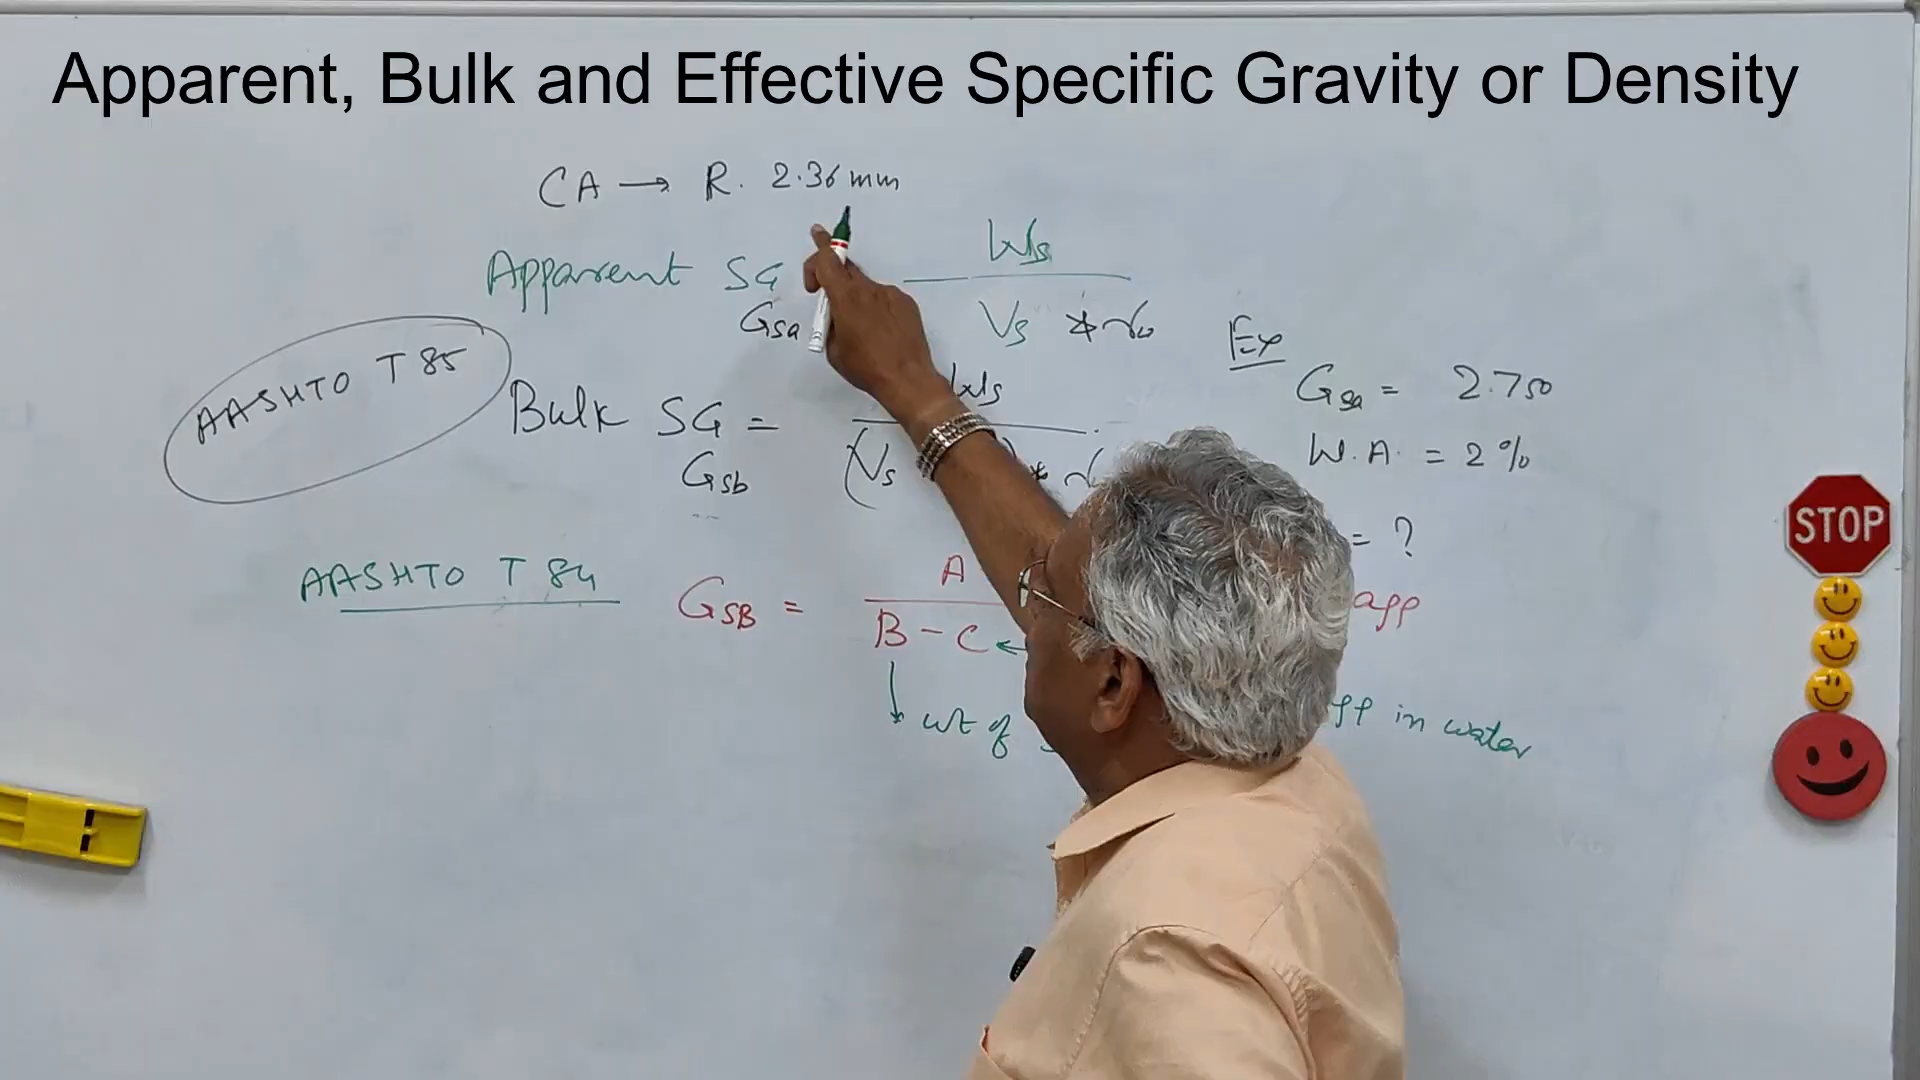 Apparent, Bulk and Effective Specific Gravity or Density
CA → R. 2.36 mm
Apparent SG Ws
Gsa Vs *
AASHTO T 85
Bulk SG = Ws
Gsb (Vs ) *
Ex
Gsa = 2.750
W.A. = 2%
= ?
AASHTO T 84
GSB = A
B - C ←
app
↓ wt of
in water
STOP